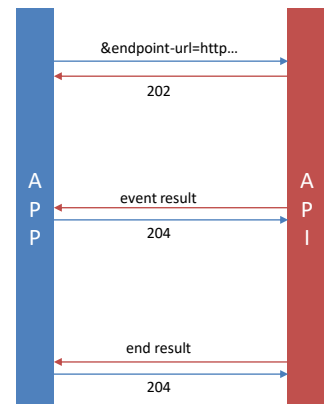 &endpoint-url=http...
202
A
P
P
A
P
I
event result
204
end result
204